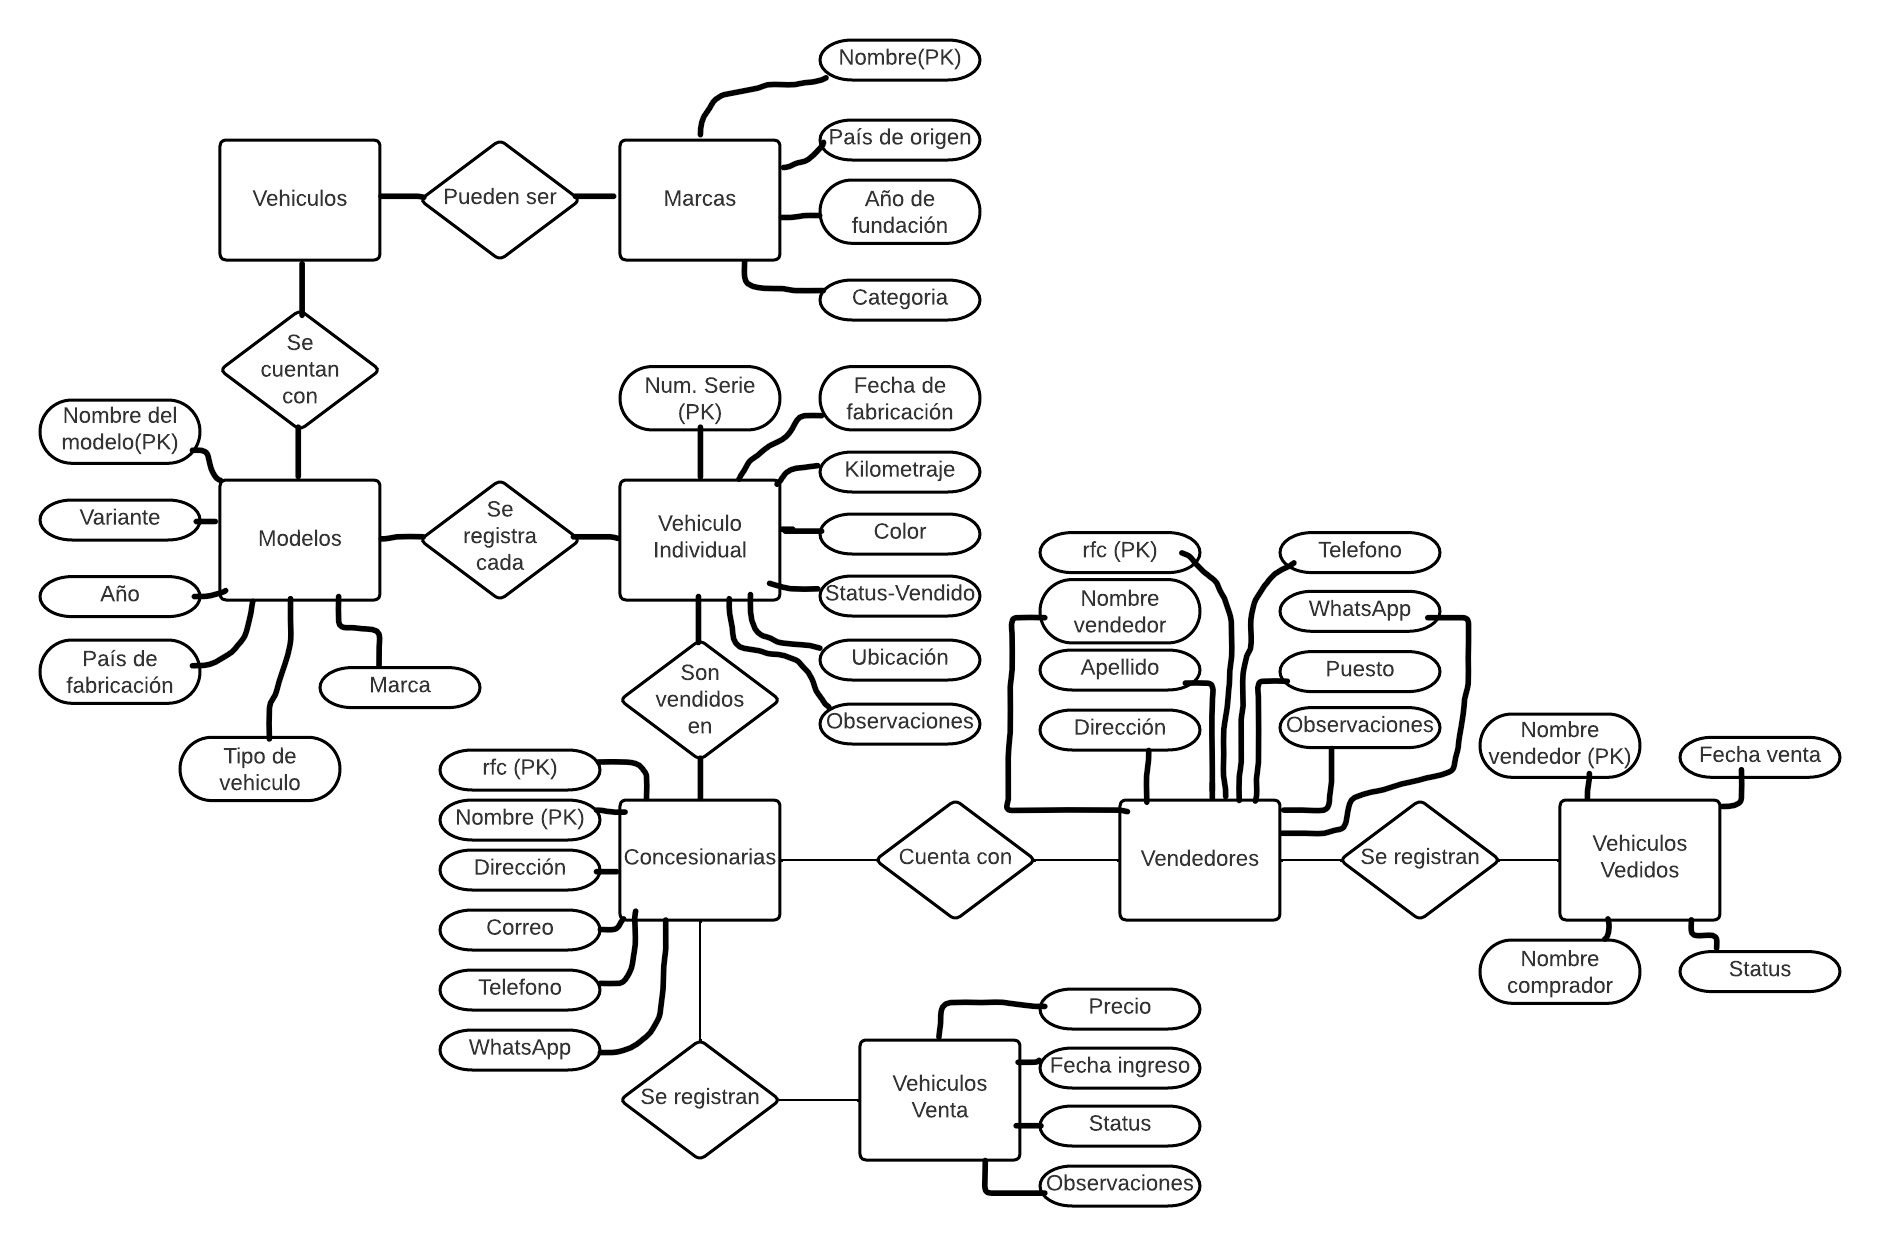 Nombre(PK)
País de origen
Vehiculos
Pueden ser
Marcas
Año de
fundación
Categoria
Se
cuentan
con
Nombre del
modelo(PK)
Num. Serie
(PK)
Fecha de
fabricación
Kilometraje
Variante
Modelos
Se
registra
cada
Vehiculo
Individual
Color
Status-Vendido
Año
País de
fabricación
Marca
Tipo de
vehiculo
Son
vendidos
en
Ubicación
Observaciones
rfc (PK)
Nombre
vendedor
Apellido
Dirección
Telefono
WhatsApp
Puesto
Observaciones
Nombre
vendedor (PK)
Fecha venta
rfc (PK)
Nombre (PK)
Dirección
Correo
Telefono
WhatsApp
Concesionarias
Cuenta con
Vendedores
Se registran
Vehiculos
Vedidos
Nombre
comprador
Status
Se registran
Vehiculos
Venta
Precio
Fecha ingreso
Status
Observaciones